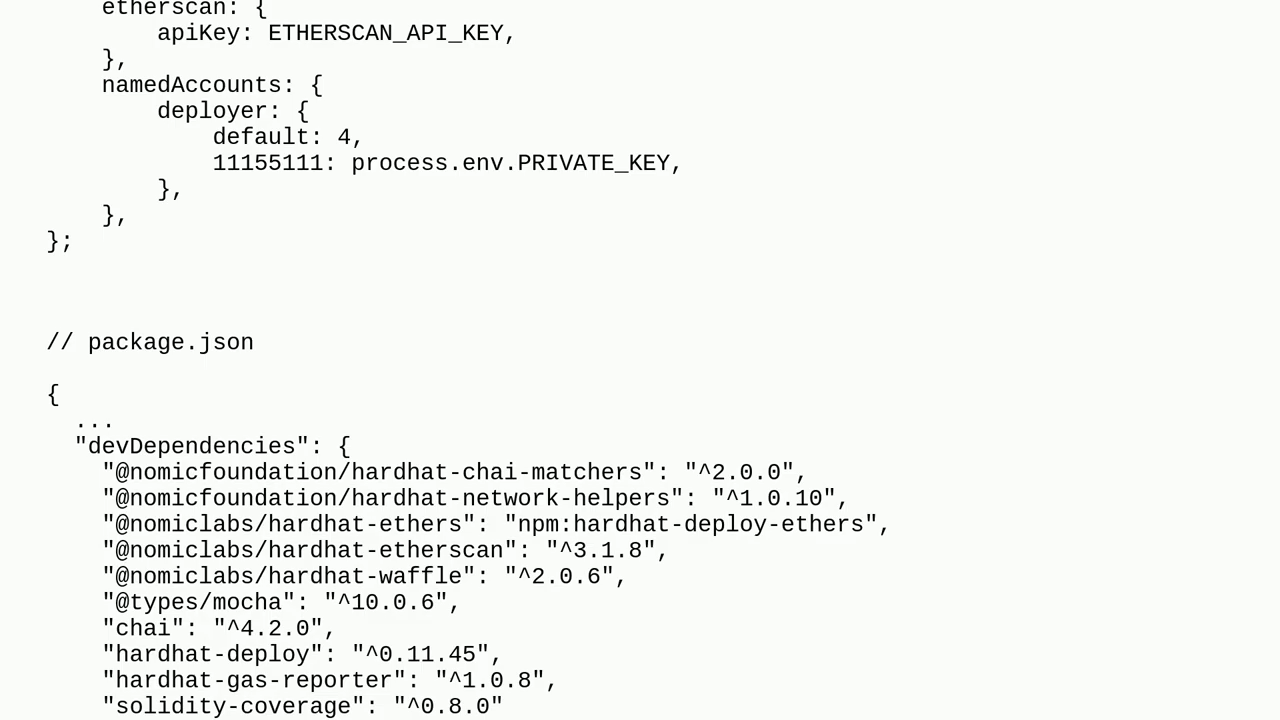 etherscan: {
apiKey: ETHERSCAN_API_KEY,
},
namedAccounts: {
deployer: {
default: 4,
11155111: process.env.PRIVATE_KEY,
},
},
};
// package.json
{
...
"devDependencies": {
"@nomicfoundation/hardhat-chai-matchers": "^2.0.0",
"@nomicfoundation/hardhat-network-helpers": "^1.0.10",
"@nomiclabs/hardhat-ethers": "npm:hardhat-deploy-ethers",
"@nomiclabs/hardhat-etherscan": "^3.1.8",
"@nomiclabs/hardhat-waffle": "^2.0.6",
"@types/mocha": "^10.0.6",
"chai": "^4.2.0",
"hardhat-deploy": "^0.11.45",
"hardhat-gas-reporter": "^1.0.8",
"solidity-coverage": "^0.8.0"